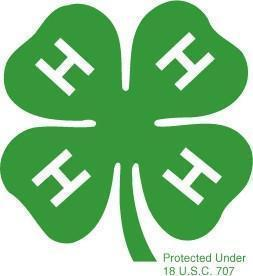 H H
H H
Protected Under
18 U.S.C. 707